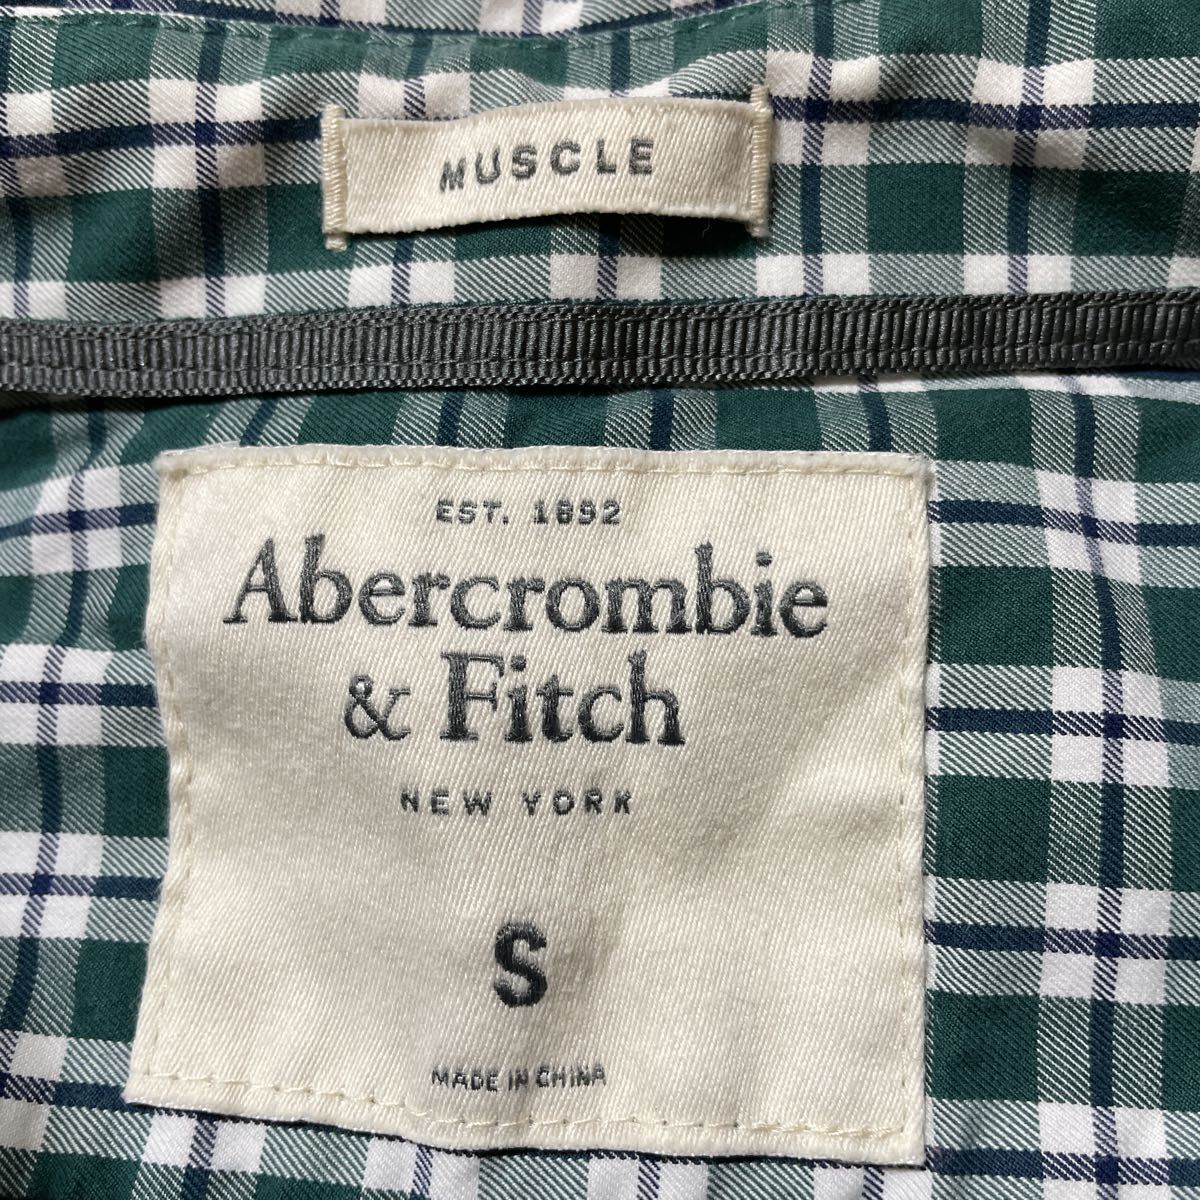 MUSCLE
EST. 1892
Abercrombie
& Fitch
NEW YORK
S
MADE IN CHINA